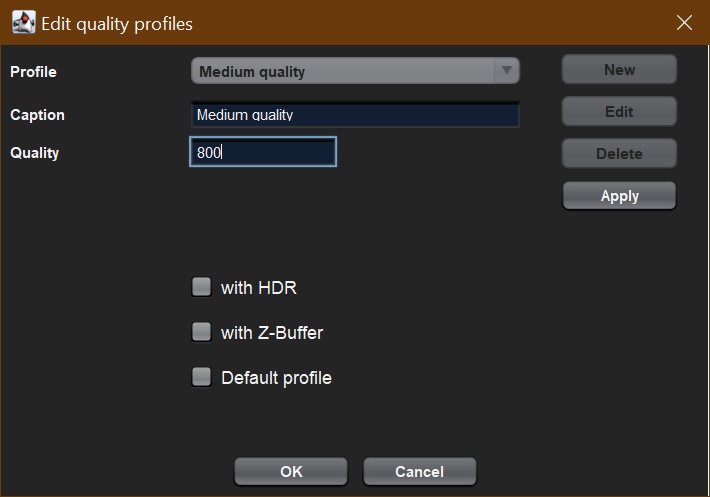 Edit quality profiles
Profile Medium quality New
Caption Medium quality Edit
Quality 800 Delete
Apply
with HDR
with Z-Buffer
Default profile
OK Cancel